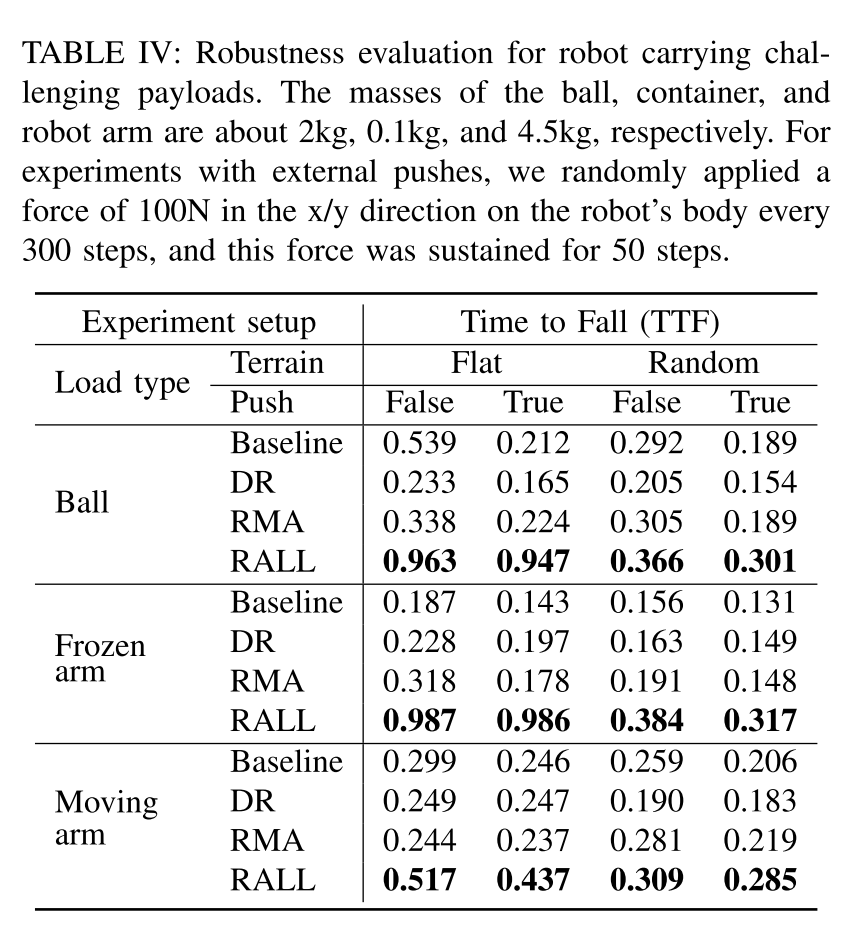 TABLE IV: Robustness evaluation for robot carrying chal-
lenging payloads. The masses of the ball, container, and
robot arm are about 2kg, 0.1kg, and 4.5kg, respectively. For
experiments with external pushes, we randomly applied a
force of 100N in the x/y direction on the robot's body every
300 steps, and this force was sustained for 50 steps.
Experiment setup Time to Fall (TTF)
Load type Terrain Flat Random
Push False True False True
Ball Baseline 0.539 0.212 0.292 0.189
DR 0.233 0.165 0.205 0.154
RMA 0.338 0.224 0.305 0.189
RALL 0.963 0.947 0.366 0.301
Frozen arm Baseline 0.187 0.143 0.156 0.131
DR 0.228 0.197 0.163 0.149
RMA 0.318 0.178 0.191 0.148
RALL 0.987 0.986 0.384 0.317
Moving arm Baseline 0.299 0.246 0.259 0.206
DR 0.249 0.247 0.190 0.183
RMA 0.244 0.237 0.281 0.219
RALL 0.517 0.437 0.309 0.285